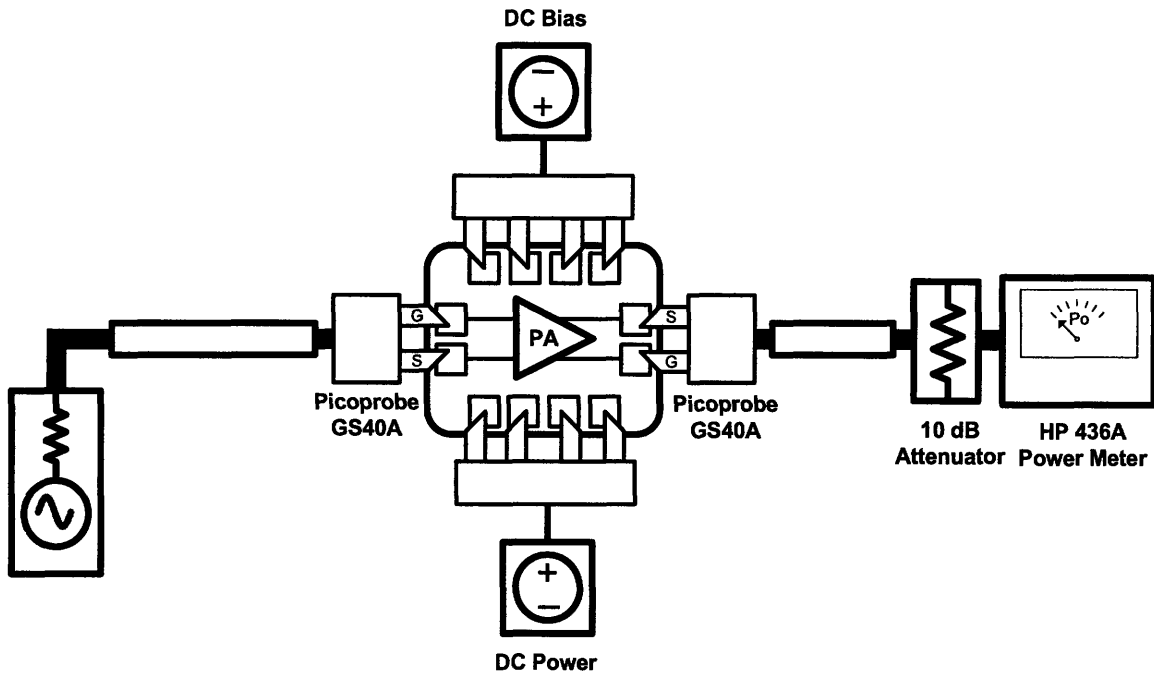 DC Bias
−
+
G
S
PA
S
G
Po
Picoprobe
GS40A
Picoprobe
GS40A
10 dB
Attenuator
HP 436A
Power Meter
+
−
DC Power